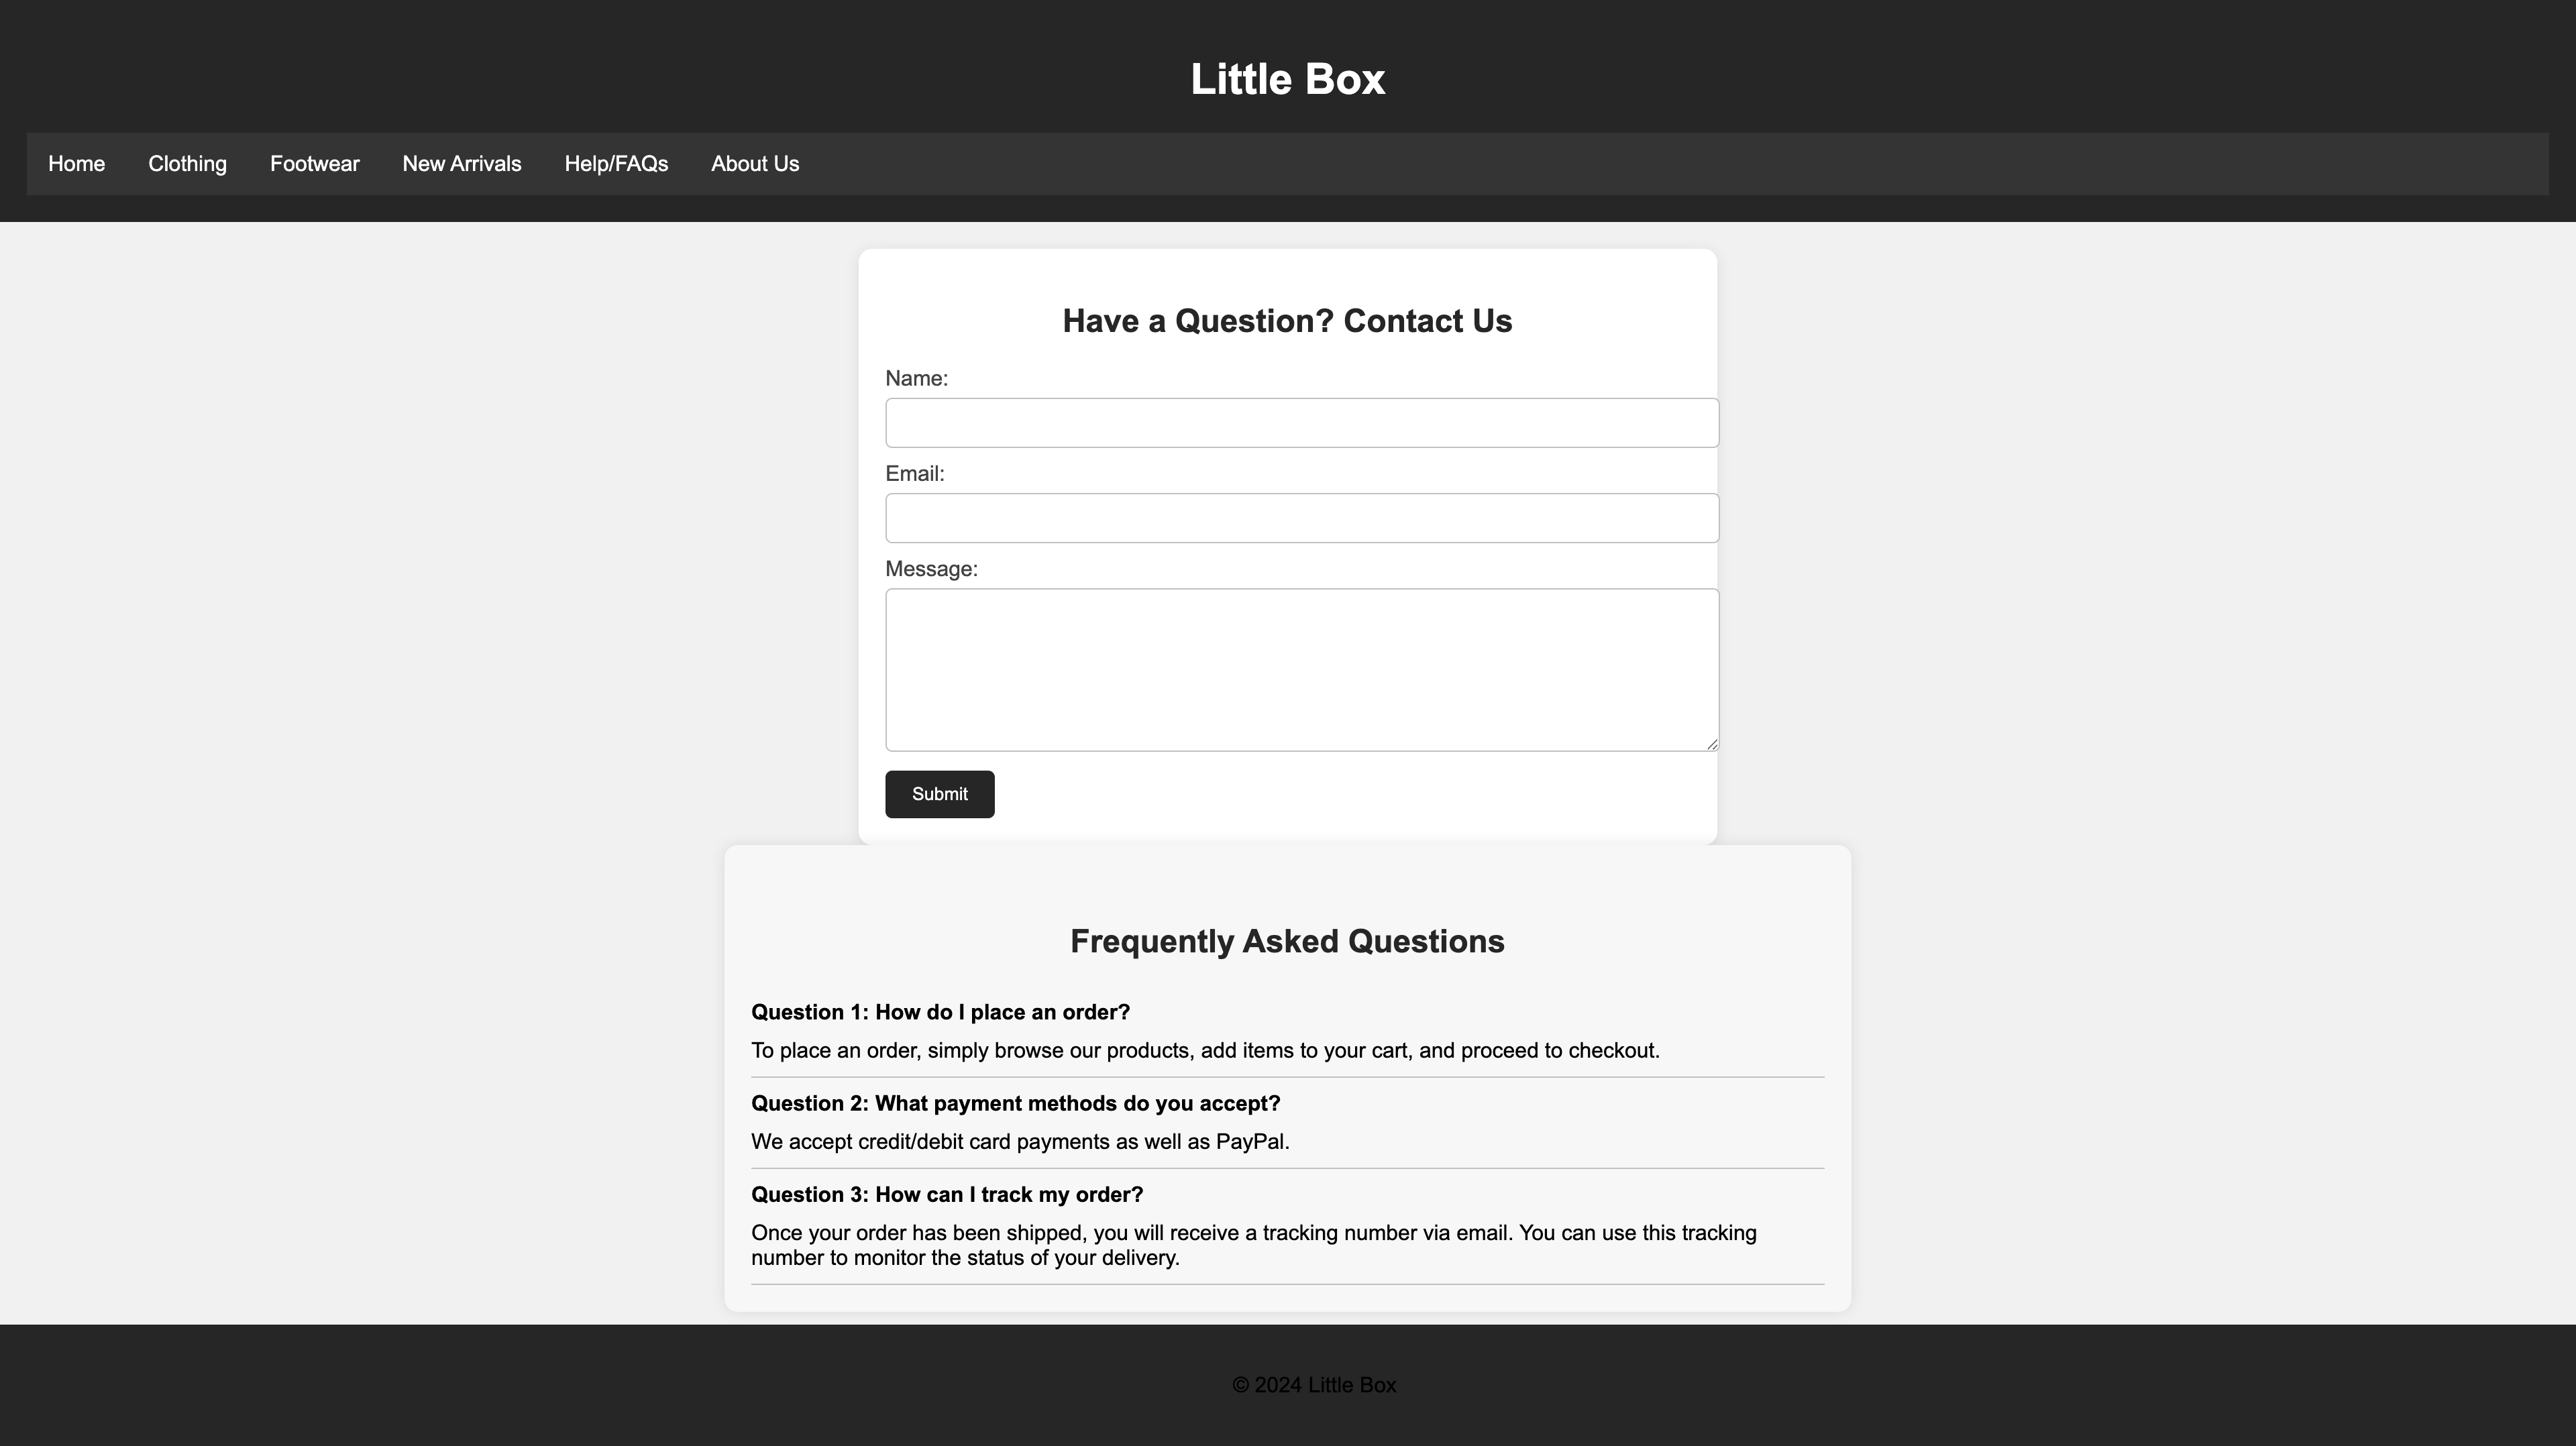 Little Box
Home Clothing Footwear New Arrivals Help/FAQs About Us
Have a Question? Contact Us
Name:
Email:
Message:
Submit
Frequently Asked Questions
Question 1: How do I place an order?
To place an order, simply browse our products, add items to your cart, and proceed to checkout.
Question 2: What payment methods do you accept?
We accept credit/debit card payments as well as PayPal.
Question 3: How can I track my order?
Once your order has been shipped, you will receive a tracking number via email. You can use this tracking
number to monitor the status of your delivery.
© 2024 Little Box